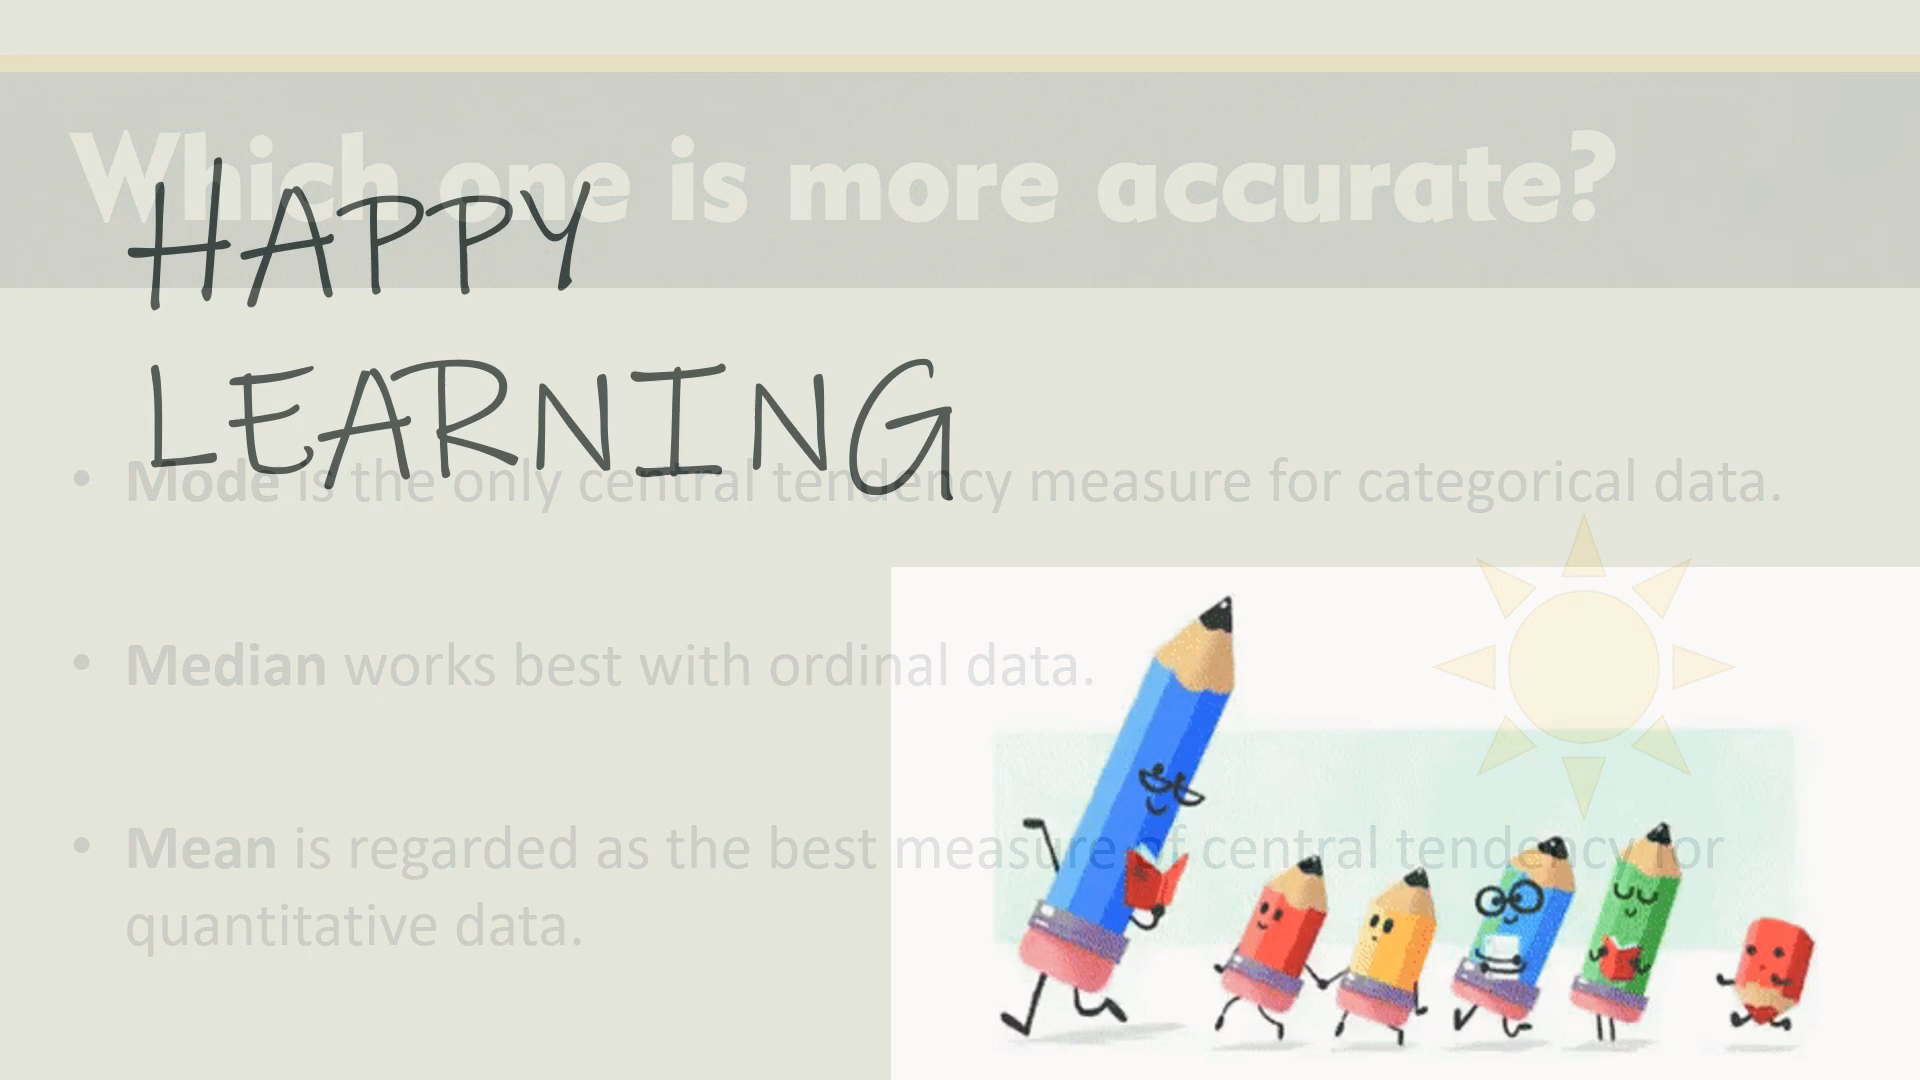 Which one is more accurate?
HAPPY
LEARNING
• Mode is the only central tendency measure for categorical data.
• Median works best with ordinal data.
• Mean is regarded as the best measure of central tendency for
quantitative data.